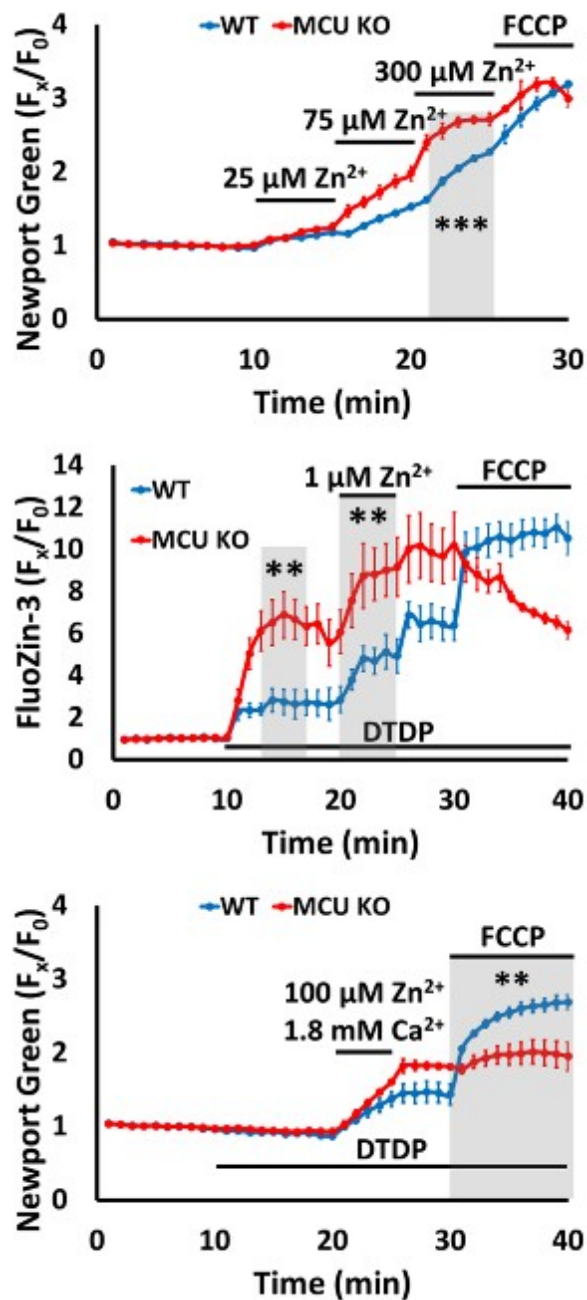 WT MCU KO FCCP
4
3
2
1
0
300 µM Zn²⁺
75 µM Zn²⁺
25 µM Zn²⁺
***
0 10 20 30
Time (min)
Newport Green (Fₓ/F₀)
14
12
10
8
6
4
2
0
WT
MCU KO
1 µM Zn²⁺
FCCP
**
**
DTDP
0 10 20 30 40
Time (min)
FluoZin-3 (Fₓ/F₀)
WT MCU KO
4
3
2
1
0
FCCP
**
100 µM Zn²⁺
1.8 mM Ca²⁺
DTDP
0 10 20 30 40
Time (min)
Newport Green (Fₓ/F₀)